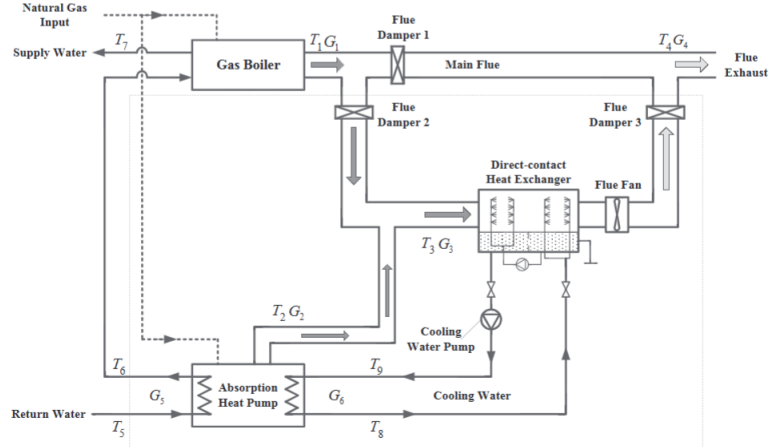 Natural Gas
Input
Flue
Damper 1
T₇
T₁ G₁
T₄ G₄
Supply Water
Gas Boiler
Main Flue
Flue
Exhaust
Flue
Damper 2
Flue
Damper 3
Direct-contact
Heat Exchanger
Flue Fan
T₃ G₃
T₂ G₂
Cooling
Water Pump
T₆
T₉
G₅
Absorption
Heat Pump
G₆
Cooling Water
Return Water
T₅
T₈